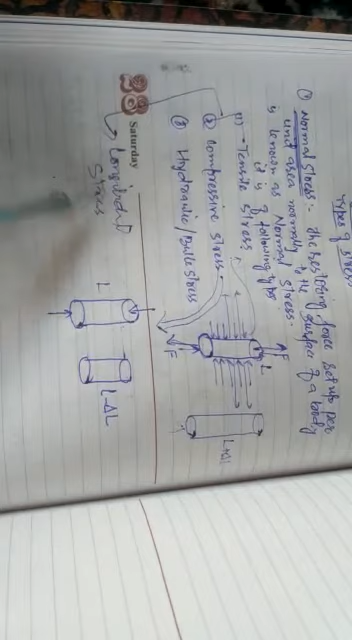 Types of stress
① Normal Stress:- The restoring force set up per
unit area normally to the surface of a body
is known as Normal Stress.
it is of following type
(1) Tensile Stress
② compressive stress.
③ Hydraulic/Bulk Stress
F
F
L
L+ΔL
Saturday
Longitudinal
Stress
L
L-ΔL